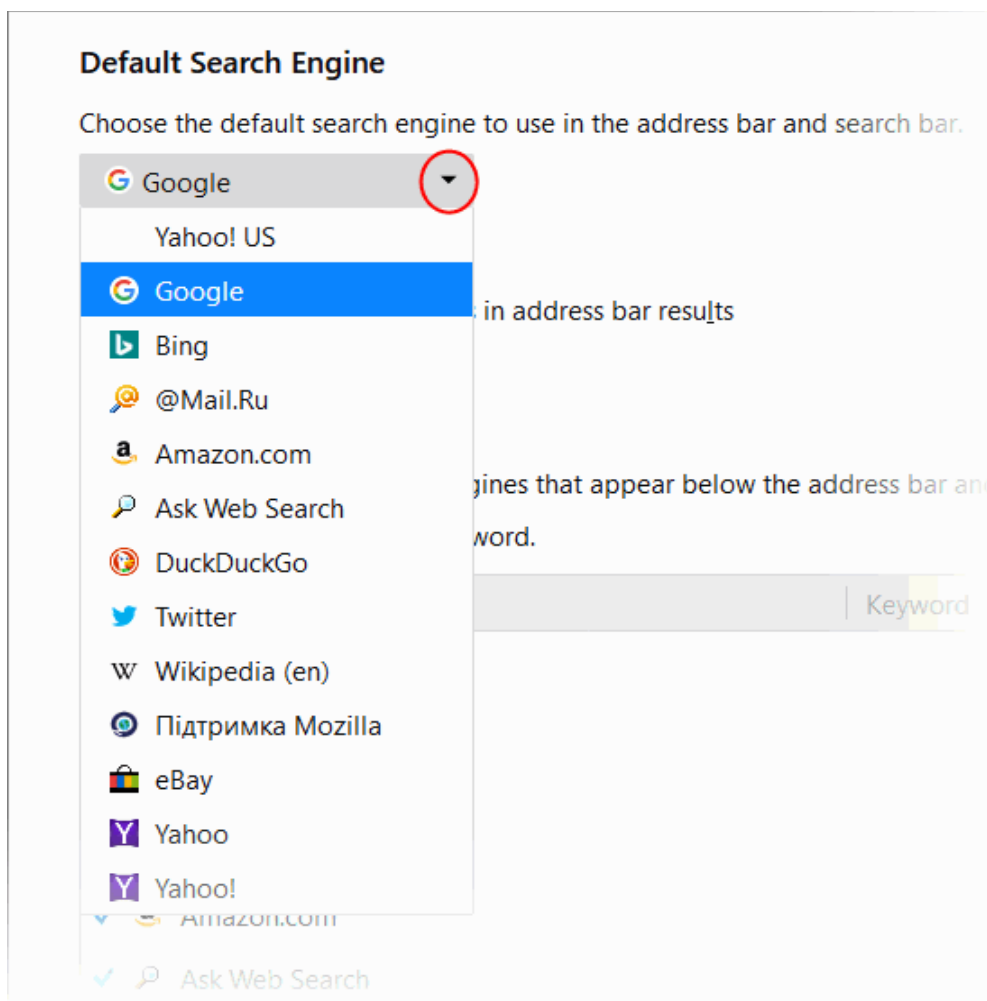 Default Search Engine
Choose the default search engine to use in the address bar and search bar.
Google
Yahoo! US
Google
in address bar results
Bing
@Mail.Ru
Amazon.com
gines that appear below the address bar an
Ask Web Search
word.
DuckDuckGo
Keyword
Twitter
Wikipedia (en)
Підтримка Mozilla
eBay
Yahoo
Yahoo!
Amazon.com
Ask Web Search